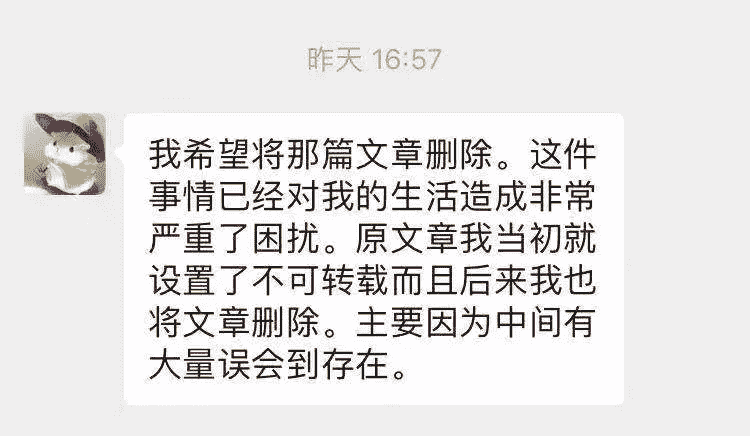 昨天 16:57
我希望将那篇文章删除。这件
事情已经对我的生活造成非常
严重了困扰。原文章我当初就
设置了不可转载而且后来我也
将文章删除。主要因为中间有
大量误会到存在。